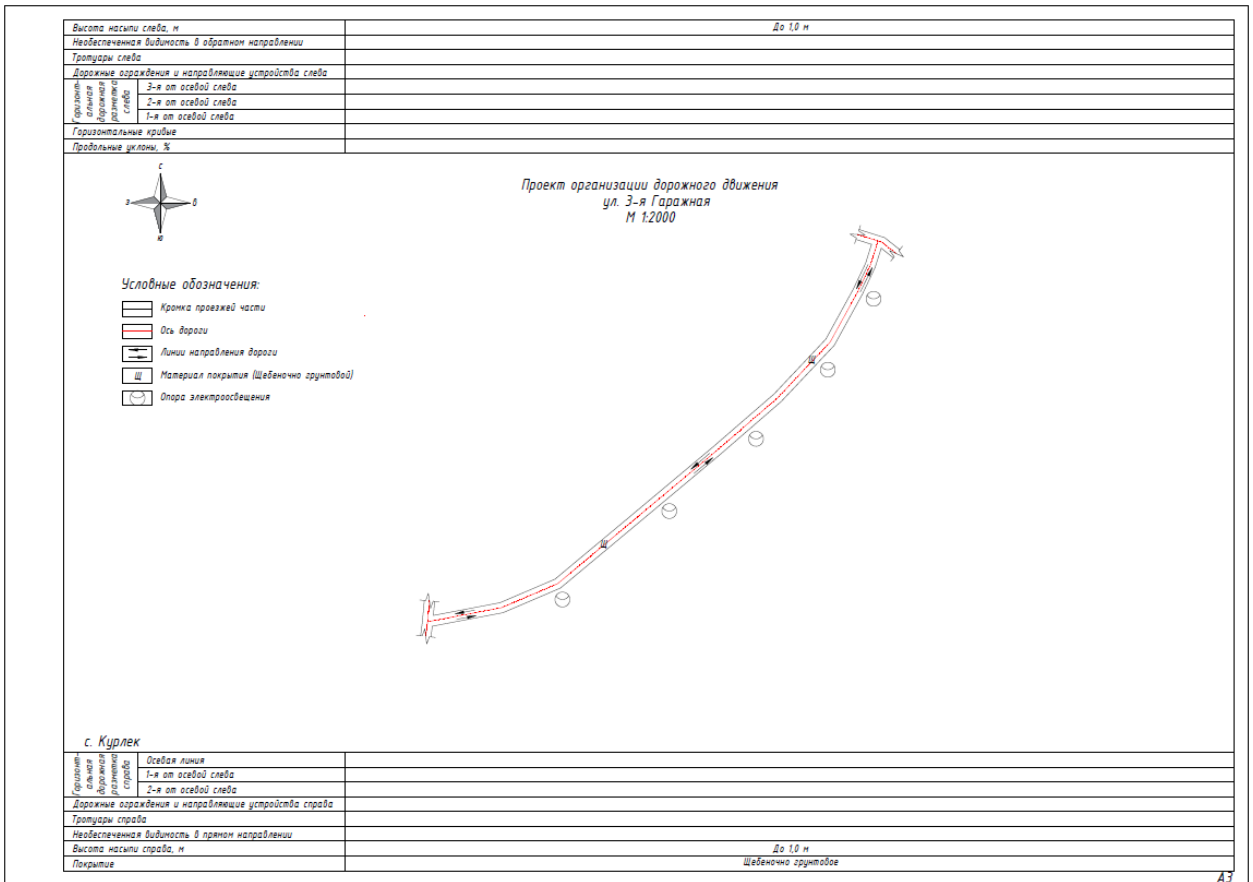 Высота насыпи слева, м
До 1,0 м
Необеспеченная видимость в обратном направлении
Тротуары слева
Дорожные ограждения и направляющие устройства слева
Горизонт-
альная
дорожная
разметка
слева
3-я от осевой слева
2-я от осевой слева
1-я от осевой слева
Горизонтальные кривые
Продольные уклоны, %
с
з
в
ю
Проект организации дорожного движения
ул. 3-я Гаражная
М 1:2000
Условные обозначения:
Кромка проезжей части
Ось дороги
Линии направления дороги
Щ
Материал покрытия (Щебеночно грунтовой)
Опора электроосвещения
Щ
Щ
с. Курлек
Горизонт-
альная
дорожная
разметка
справа
Осевая линия
1-я от осевой слева
2-я от осевой слева
Дорожные ограждения и направляющие устройства справа
Тротуары справа
Необеспеченная видимость в прямом направлении
Высота насыпи справа, м
До 1,0 м
Покрытие
Щебеночно грунтовое
А3